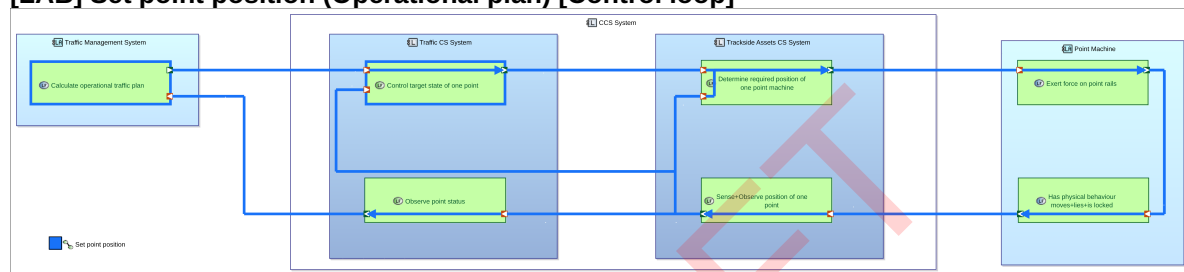 [LAB] Set point position (Operational plan) [Control loop]
CCS System
Traffic Management System
Traffic CS System
Trackside Assets CS System
Point Machine
Calculate operational traffic plan
Control target state of one point
Determine required position of
one point machine
Exert force on point rails
Observe point status
Sense+Observe position of one
point
Has physical behaviour
moves+lies+is locked
Set point position